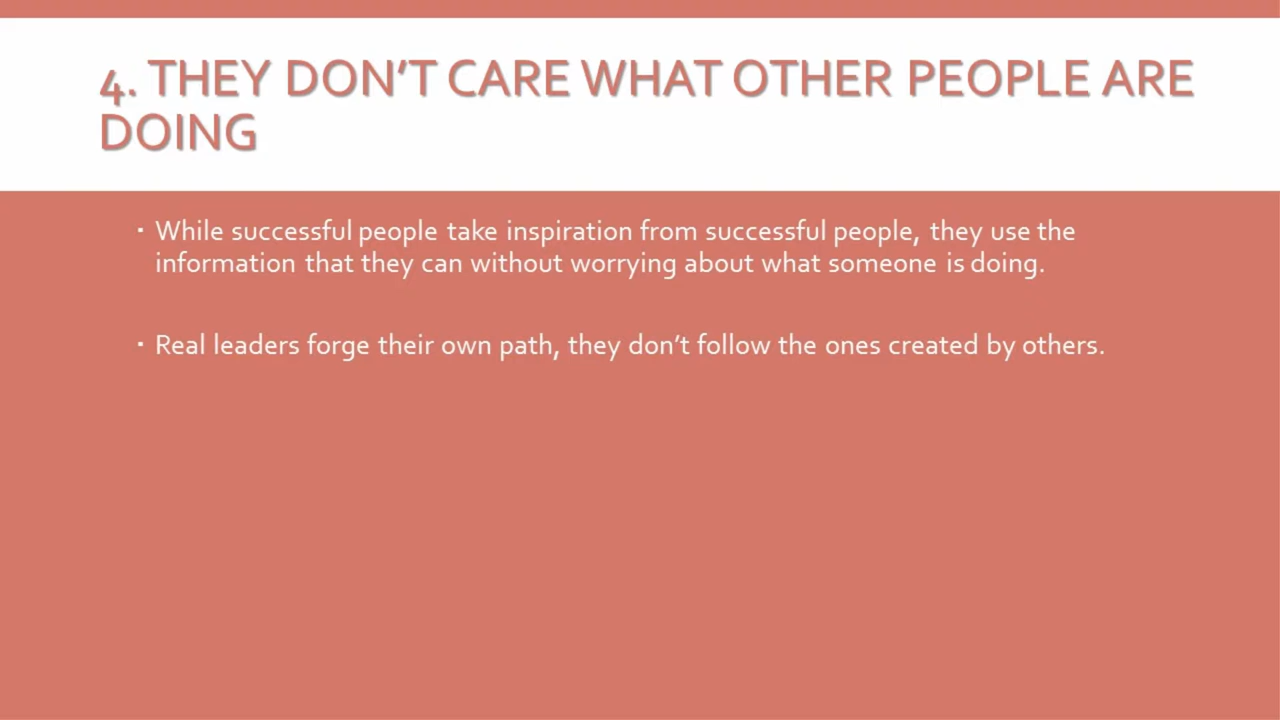 4. THEY DON’T CARE WHAT OTHER PEOPLE ARE
DOING
▪ While successful people take inspiration from successful people, they use the
information that they can without worrying about what someone is doing.
▪ Real leaders forge their own path, they don’t follow the ones created by others.